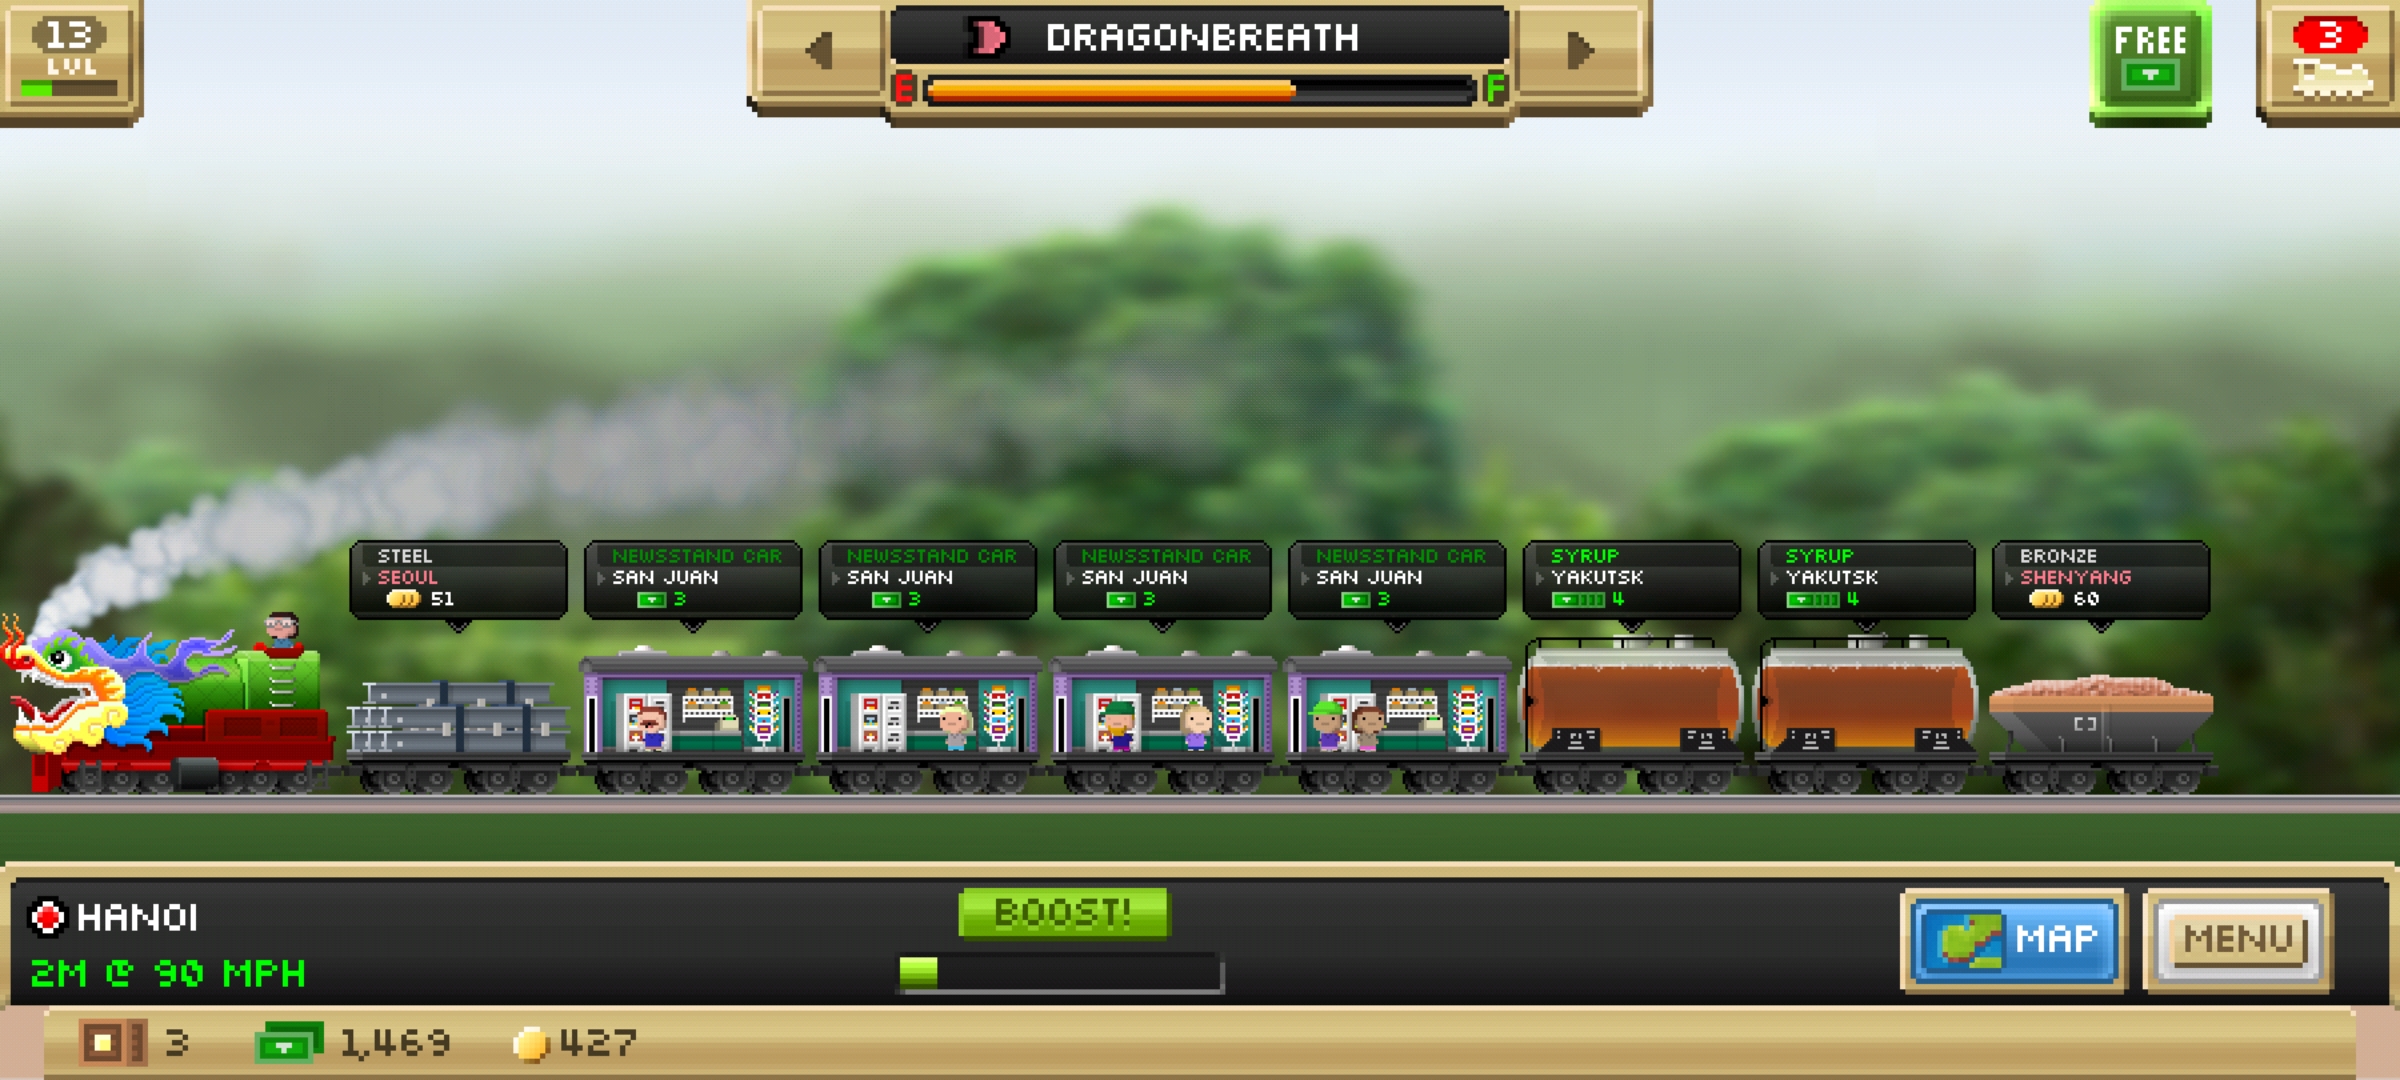 13
LVL
DRAGONBREATH
E
F
FREE
3
STEEL
SEOUL
51
NEWSSTAND CAR
SAN JUAN
3
NEWSSTAND CAR
SAN JUAN
3
NEWSSTAND CAR
SAN JUAN
3
NEWSSTAND CAR
SAN JUAN
3
SYRUP
YAKUTSK
4
SYRUP
YAKUTSK
4
BRONZE
SHENYANG
60
HANOI
2M @ 90 MPH
BOOST!
MAP
MENU
3
1,469
427